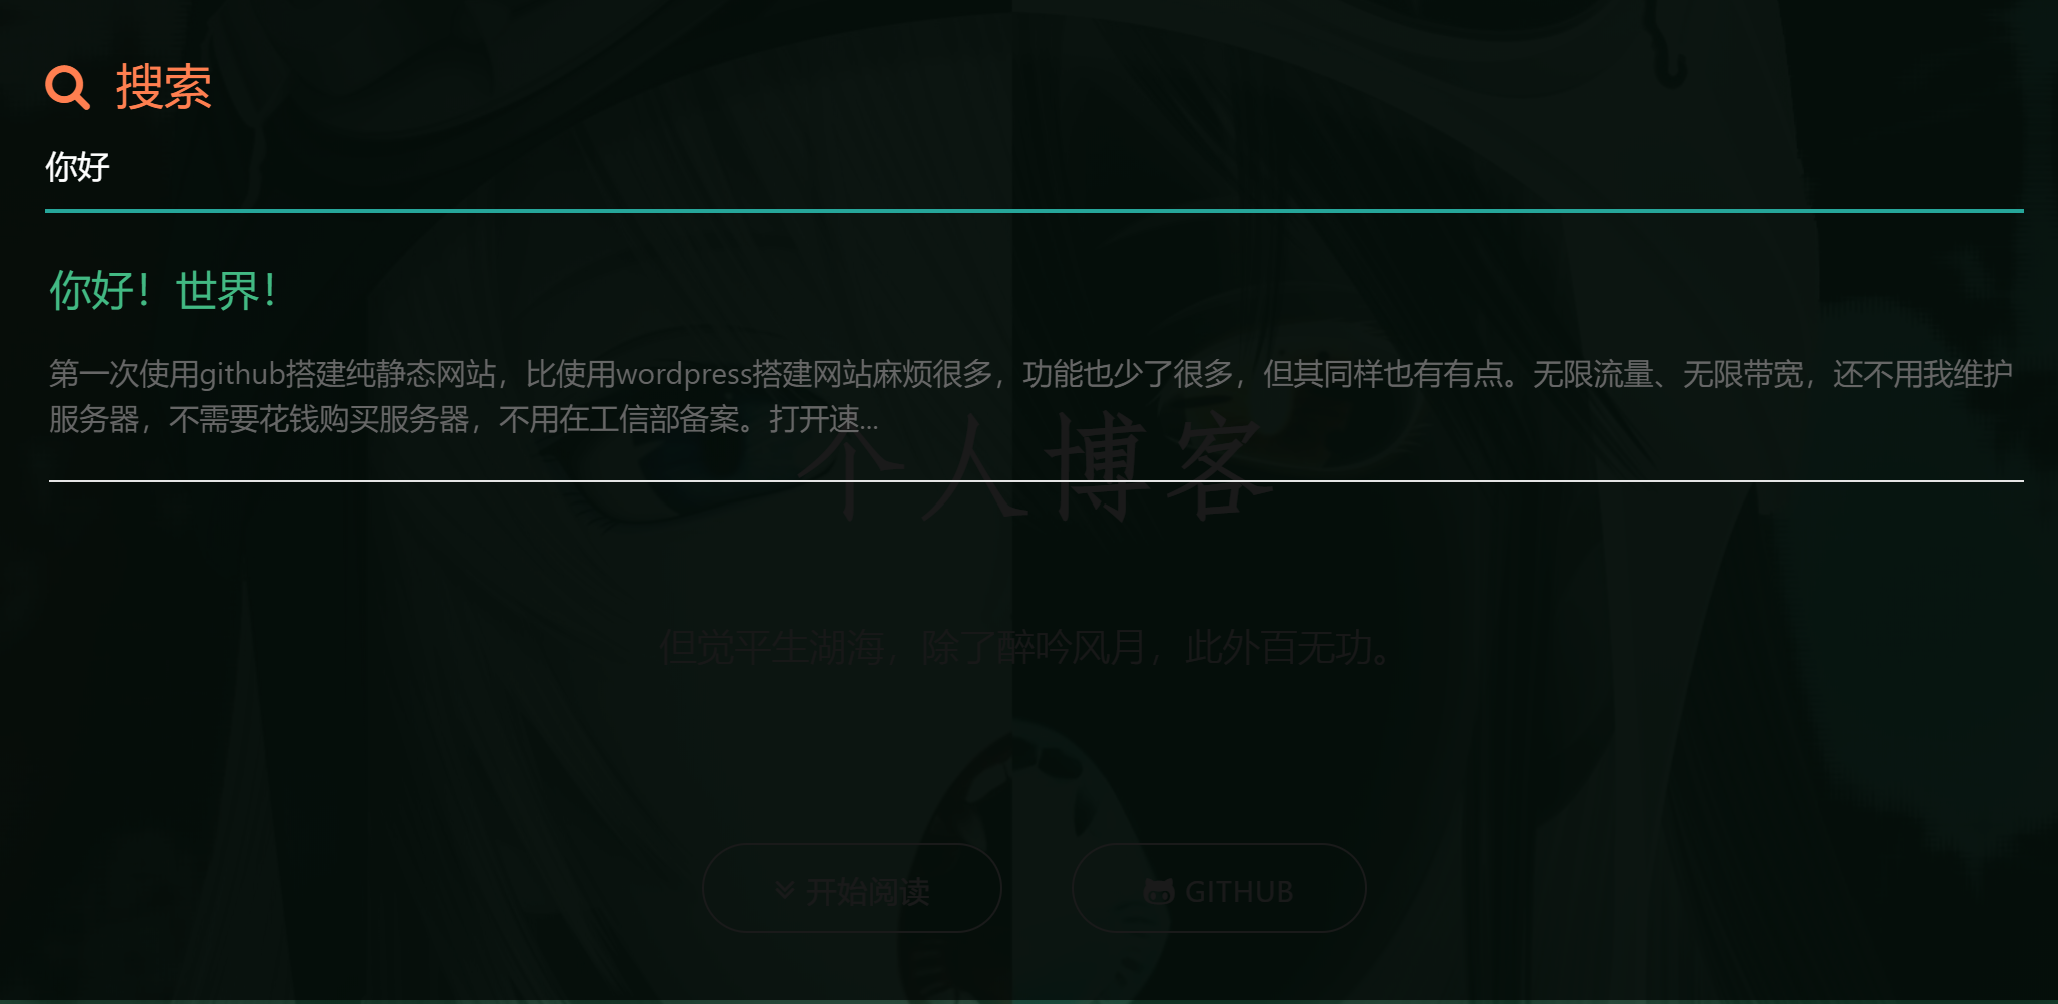 搜索
你好
你好！世界！
第一次使用github搭建纯静态网站，比使用wordpress搭建网站麻烦很多，功能也少了很多，但其同样也有有点。无限流量、无限带宽，还不用我维护
服务器，不需要花钱购买服务器，不用在工信部备案。打开速...
个人博客
但觉平生湖海，除了醉吟风月，此外百无功。
开始阅读
GITHUB